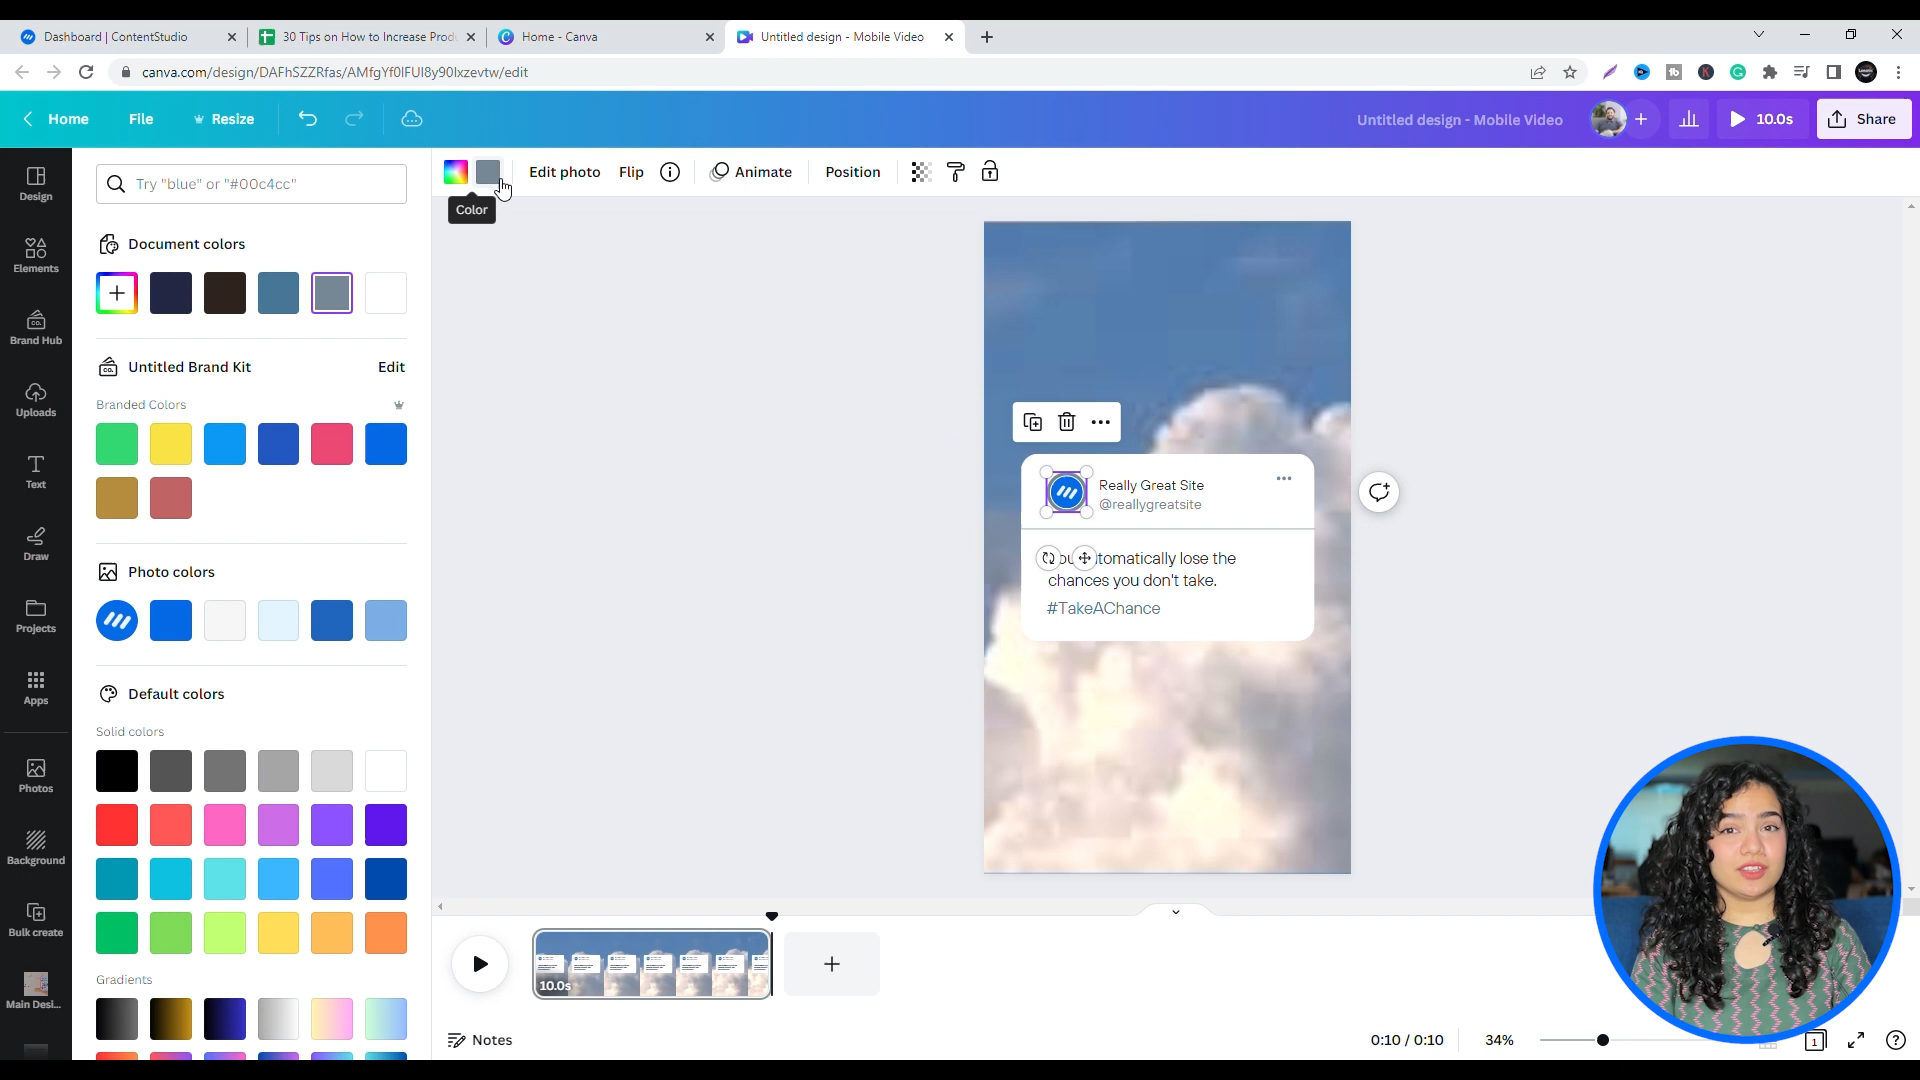 Dashboard | ContentStudio
30 Tips on How to Increase Produ
Home - Canva
Untitled design - Mobile Video
canva.com/design/DAFhSZZRfas/AMfgYf0lFUl8y90lxzevtw/edit
Home
File
Resize
Untitled design - Mobile Video
10.0s
Share
Design
Elements
Brand Hub
Uploads
Text
Draw
Projects
Apps
Photos
Background
Bulk create
Main Desi...
Try "blue" or "#00c4cc"
Document colors
Untitled Brand Kit
Edit
Branded Colors
Photo colors
Default colors
Solid colors
Gradients
Edit photo
Flip
Animate
Position
Color
Really Great Site
@reallygreatsite
tomatically lose the
chances you don't take.
#TakeAChance
10.0s
Notes
0:10 / 0:10
34%
1